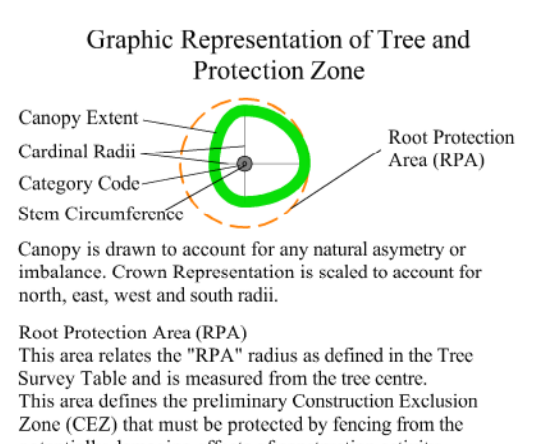 Graphic Representation of Tree and
Protection Zone
Canopy Extent
Cardinal Radii
Category Code
Stem Circumference
Root Protection
Area (RPA)
Canopy is drawn to account for any natural asymetry or
imbalance. Crown Representation is scaled to account for
north, east, west and south radii.
Root Protection Area (RPA)
This area relates the "RPA" radius as defined in the Tree
Survey Table and is measured from the tree centre.
This area defines the preliminary Construction Exclusion
Zone (CEZ) that must be protected by fencing from the